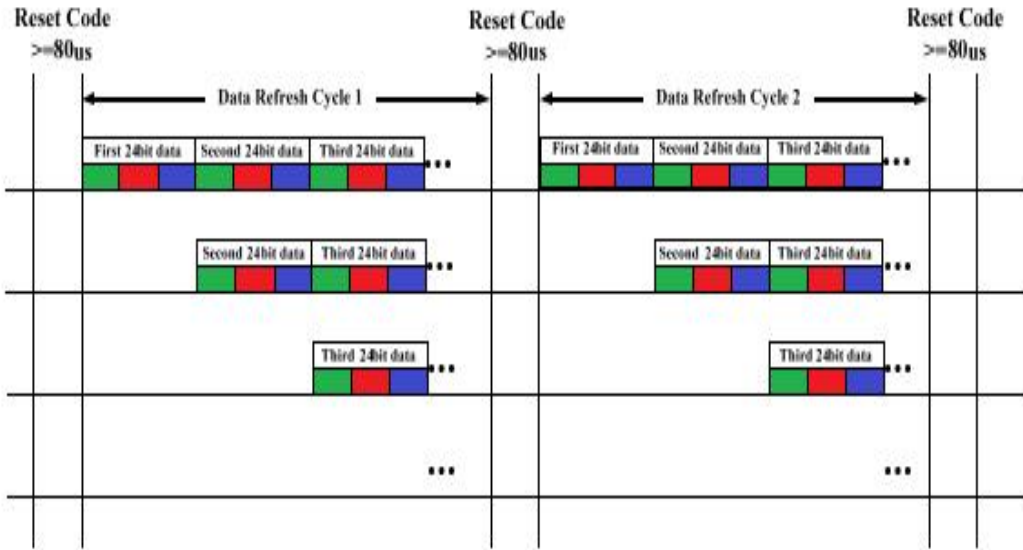 Reset Code
>=80us
Reset Code
>=80us
Reset Code
>=80us
Data Refresh Cycle 1
Data Refresh Cycle 2
First 24bit data
Second 24bit data
Third 24bit data
...
First 24bit data
Second 24bit data
Third 24bit data
...
Second 24bit data
Third 24bit data
...
Second 24bit data
Third 24bit data
...
Third 24bit data
...
Third 24bit data
...
...
...